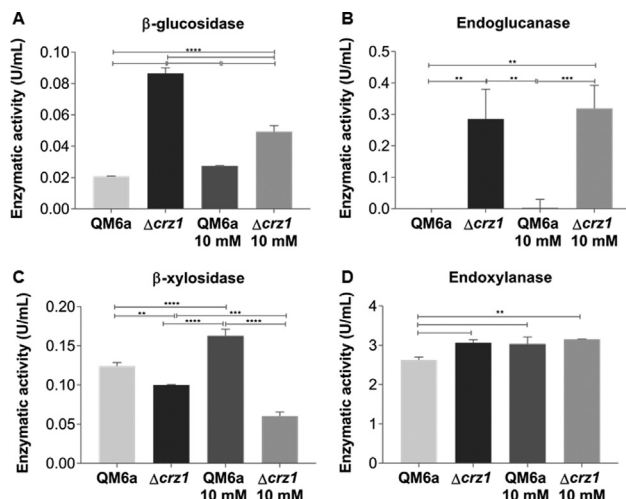 A
β-glucosidase
Enzymatic activity (U/mL)
0.10
0.08
0.06
0.04
0.02
0.00
****
QM6a
Δcrz1
QM6a
10 mM
Δcrz1
10 mM
B
Endoglucanase
Enzymatic activity (U/mL)
0.5
0.4
0.3
0.2
0.1
0.0
**
**
**
***
QM6a
Δcrz1
QM6a
10 mM
Δcrz1
10 mM
C
β-xylosidase
Enzymatic activity (U/mL)
0.20
0.15
0.10
0.05
0.00
****
**
***
****
****
QM6a
Δcrz1
QM6a
10 mM
Δcrz1
10 mM
D
Endoxylanase
Enzymatic activity (U/mL)
4
3
2
1
0
**
QM6a
Δcrz1
QM6a
10 mM
Δcrz1
10 mM